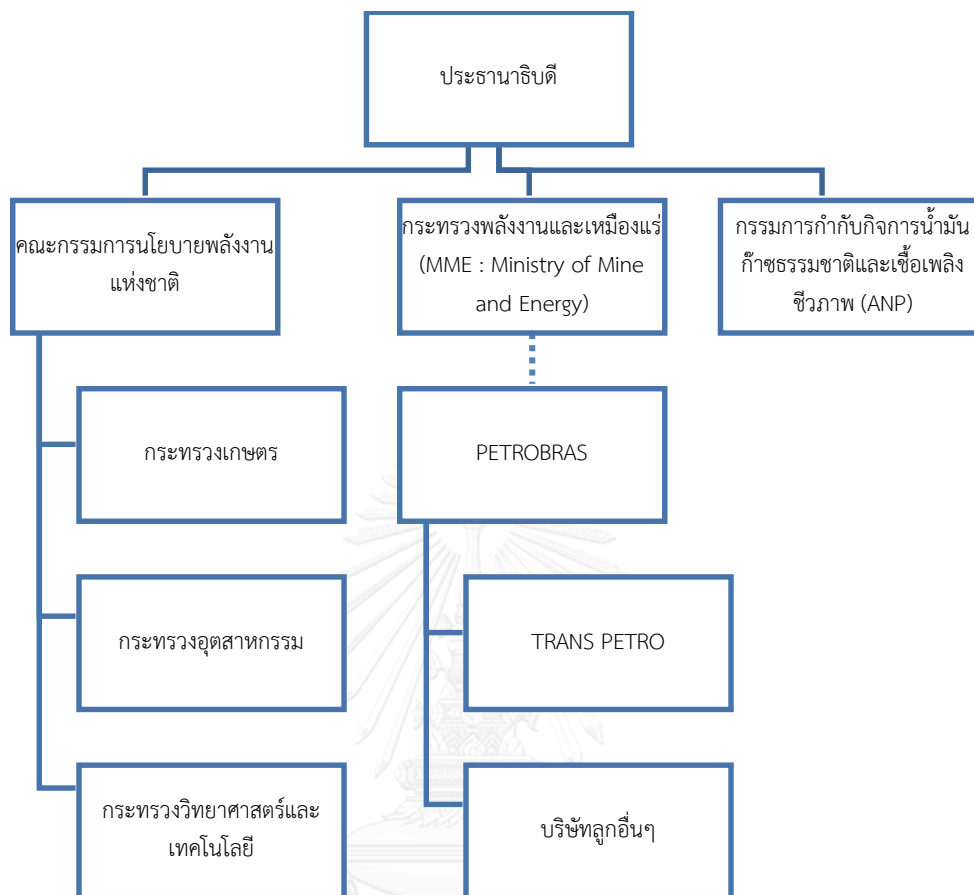 ประธานาธิบดี
คณะกรรมการนโยบายพลังงาน
แห่งชาติ
กระทรวงพลังงานและเหมืองแร่
(MME : Ministry of Mine
and Energy)
กรรมการกำกับกิจการน้ำมัน
ก๊าซธรรมชาติและเชื้อเพลิง
ชีวภาพ (ANP)
กระทรวงเกษตร
PETROBRAS
กระทรวงอุตสาหกรรม
TRANS PETRO
กระทรวงวิทยาศาสตร์และ
เทคโนโลยี
บริษัทลูกอื่นๆ